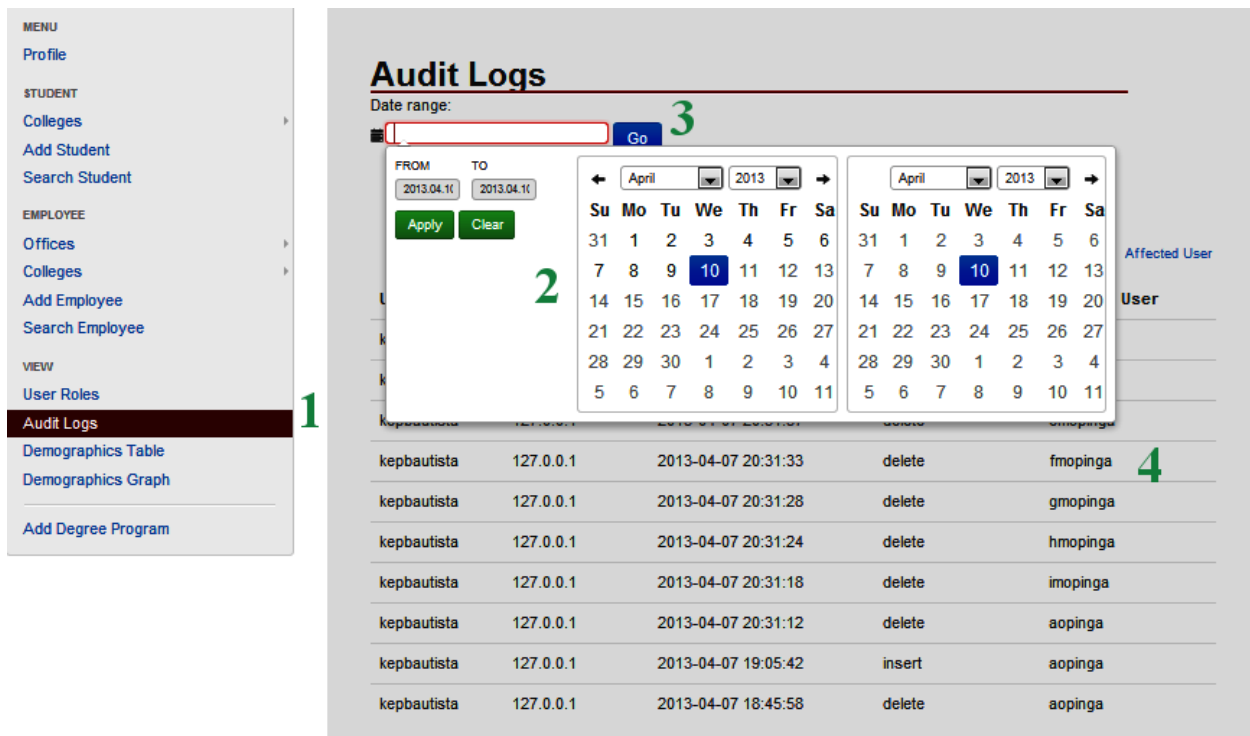 MENU
Profile
STUDENT
Colleges
Add Student
Search Student
EMPLOYEE
Offices
Colleges
Add Employee
Search Employee
VIEW
User Roles
Audit Logs
Demographics Table
Demographics Graph
Add Degree Program
1
Audit Logs
Date range:
Go
3
FROM TO
2013.04.10 2013.04.10
Apply Clear
2
April 2013
Su Mo Tu We Th Fr Sa
31 1 2 3 4 5 6
7 8 9 10 11 12 13
14 15 16 17 18 19 20
21 22 23 24 25 26 27
28 29 30 1 2 3 4
5 6 7 8 9 10 11
April 2013
Su Mo Tu We Th Fr Sa
31 1 2 3 4 5 6
7 8 9 10 11 12 13
14 15 16 17 18 19 20
21 22 23 24 25 26 27
28 29 30 1 2 3 4
5 6 7 8 9 10 11
Affected User
User
kepbautista 127.0.0.1 delete
kepbautista 127.0.0.1 2013-04-07 20:31:33 delete fmopinga
4
kepbautista 127.0.0.1 2013-04-07 20:31:28 delete gmopinga
kepbautista 127.0.0.1 2013-04-07 20:31:24 delete hmopinga
kepbautista 127.0.0.1 2013-04-07 20:31:18 delete imopinga
kepbautista 127.0.0.1 2013-04-07 20:31:12 delete aopinga
kepbautista 127.0.0.1 2013-04-07 19:05:42 insert aopinga
kepbautista 127.0.0.1 2013-04-07 18:45:58 delete aopinga